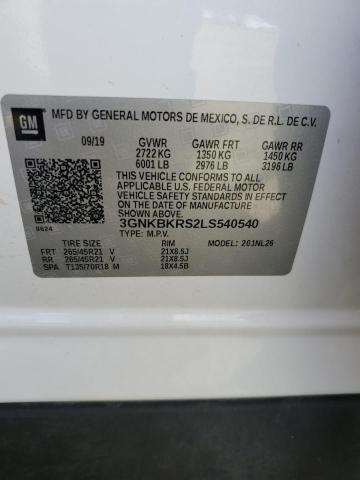 GM
MFD BY GENERAL MOTORS DE MEXICO, S. DE R.L. DE C.V.
09/19 GVWR GAWR FRT GAWR RR
2722 KG 1350 KG 1450 KG
6001 LB 2976 LB 3196 LB
THIS VEHICLE CONFORMS TO ALL
APPLICABLE U.S. FEDERAL MOTOR
VEHICLE SAFETY STANDARDS IN
EFFECT ON THE DATE OF
MANUFACTURE SHOWN ABOVE.
3GNKBKRS2LS540540
TYPE: M.P.V.
8624
MODEL: 201NL26
TIRE SIZE RIM
FRT 265/45R21 V 21X8.5J
RR 265/45R21 V 21X8.5J
SPA T135/70R18 M 18X4.5B